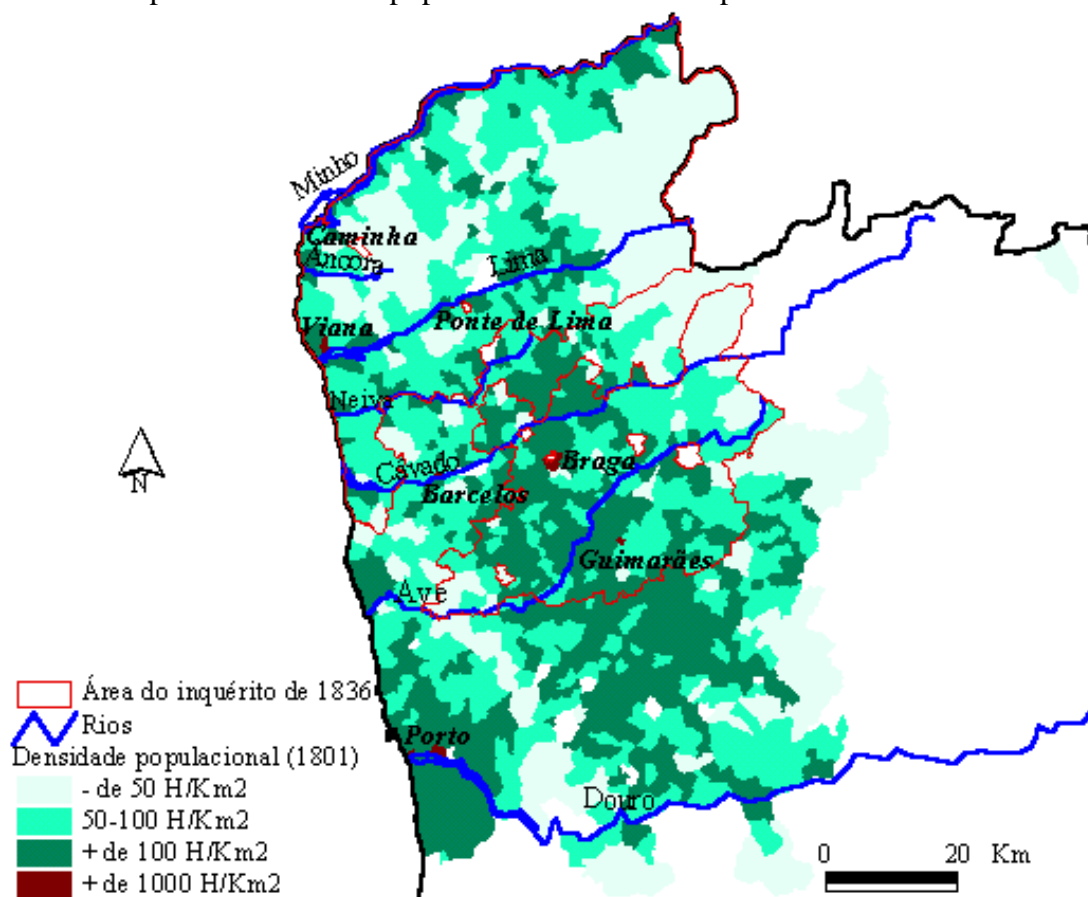 Minho
Caminha
Ancora
Lima
Viana
Ponte de Lima
Neiva
N
Cávado
Braga
Barcelos
Guimarães
Ave
Área do inquérito de 1836
Rios
Porto
Densidade populacional (1801)
- de 50 H/Km2
Douro
50-100 H/Km2
+ de 100 H/Km2
0 20 Km
+ de 1000 H/Km2